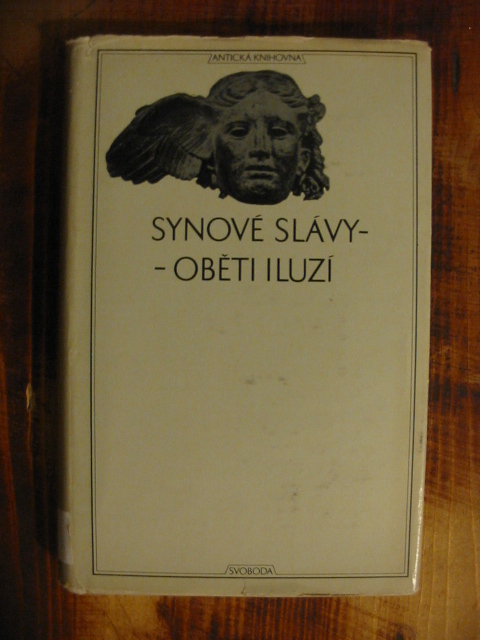 ANTICKÁ KNIHOVNA
SYNOVÉ SLÁVY-
- OBĚTI ILUZÍ
SVOBODA